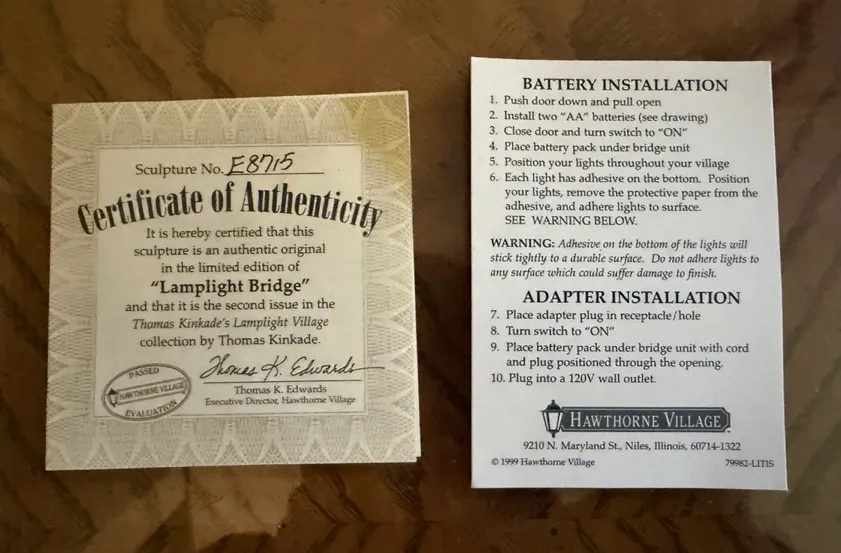 Sculpture No. E8715
Certificate of Authenticity
It is hereby certified that this
sculpture is an authentic original
in the limited edition of
“Lamplight Bridge”
and that it is the second issue in the
Thomas Kinkade's Lamplight Village
collection by Thomas Kinkade.
Thomas K. Edwards
Thomas K. Edwards
Executive Director, Hawthorne Village
PASSED
HAWTHORNE VILLAGE
EVALUATION
BATTERY INSTALLATION
1. Push door down and pull open
2. Install two “AA” batteries (see drawing)
3. Close door and turn switch to “ON”
4. Place battery pack under bridge unit
5. Position your lights throughout your village
6. Each light has adhesive on the bottom. Position
your lights, remove the protective paper from the
adhesive, and adhere lights to surface.
SEE WARNING BELOW.
WARNING: Adhesive on the bottom of the lights will
stick tightly to a durable surface. Do not adhere lights to
any surface which could suffer damage to finish.
ADAPTER INSTALLATION
7. Place adapter plug in receptacle/hole
8. Turn switch to “ON”
9. Place battery pack under bridge unit with cord
and plug positioned through the opening.
10. Plug into a 120V wall outlet.
HAWTHORNE VILLAGE™
9210 N. Maryland St., Niles, Illinois, 60714-1322
© 1999 Hawthorne Village 79982-LIT1S